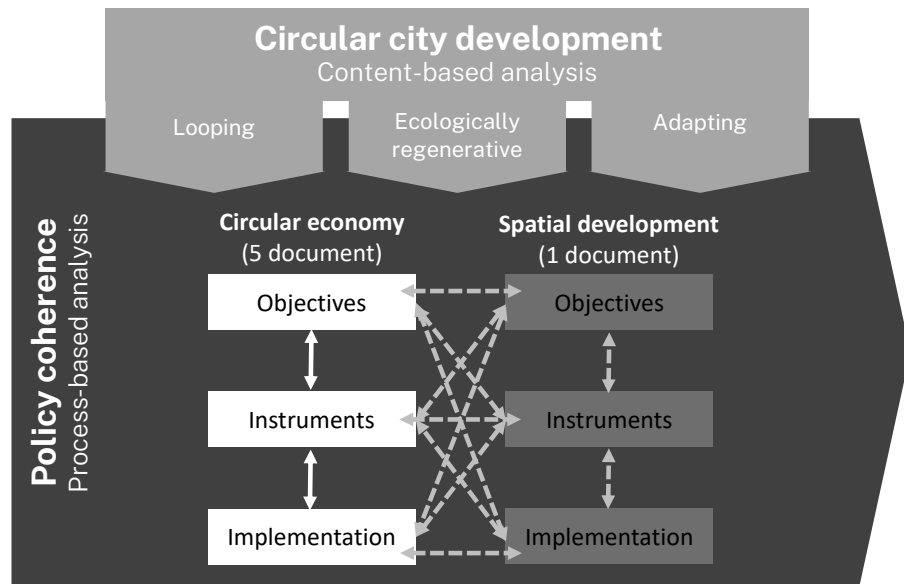 Circular city development
Content-based analysis
Looping
Ecologically
regenerative
Adapting
Policy coherence
Process-based analysis
Circular economy
(5 document)
Spatial development
(1 document)
Objectives
Objectives
Instruments
Instruments
Implementation
Implementation